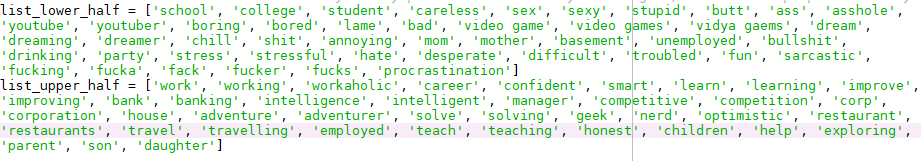 list_lower_half = ['school', 'college', 'student', 'careless', 'sex', 'sexy', 'stupid', 'butt', 'ass', 'asshole',
'youtube', 'youtuber', 'boring', 'bored', 'lame', 'bad', 'video game', 'video games', 'vidya gaems', 'dream',
'dreaming', 'dreamer', 'chill', 'shit', 'annoying', 'mom', 'mother', 'basement', 'unemployed', 'bullshit',
'drinking', 'party', 'stress', 'stressful', 'hate', 'desperate', 'difficult', 'troubled', 'fun', 'sarcastic',
'fucking', 'fucka', 'fack', 'fucker', 'fucks', 'procrastination']
list_upper_half = ['work', 'working', 'workaholic', 'career', 'confident', 'smart', 'learn', 'learning', 'improve',
'improving', 'bank', 'banking', 'intelligence', 'intelligent', 'manager', 'competitive', 'competition', 'corp',
'corporation', 'house', 'adventure', 'adventurer', 'solve', 'solving', 'geek', 'nerd', 'optimistic', 'restaurant',
'restaurants', 'travel', 'travelling', 'employed', 'teach', 'teaching', 'honest', 'children', 'help', 'exploring',
'parent', 'son', 'daughter']